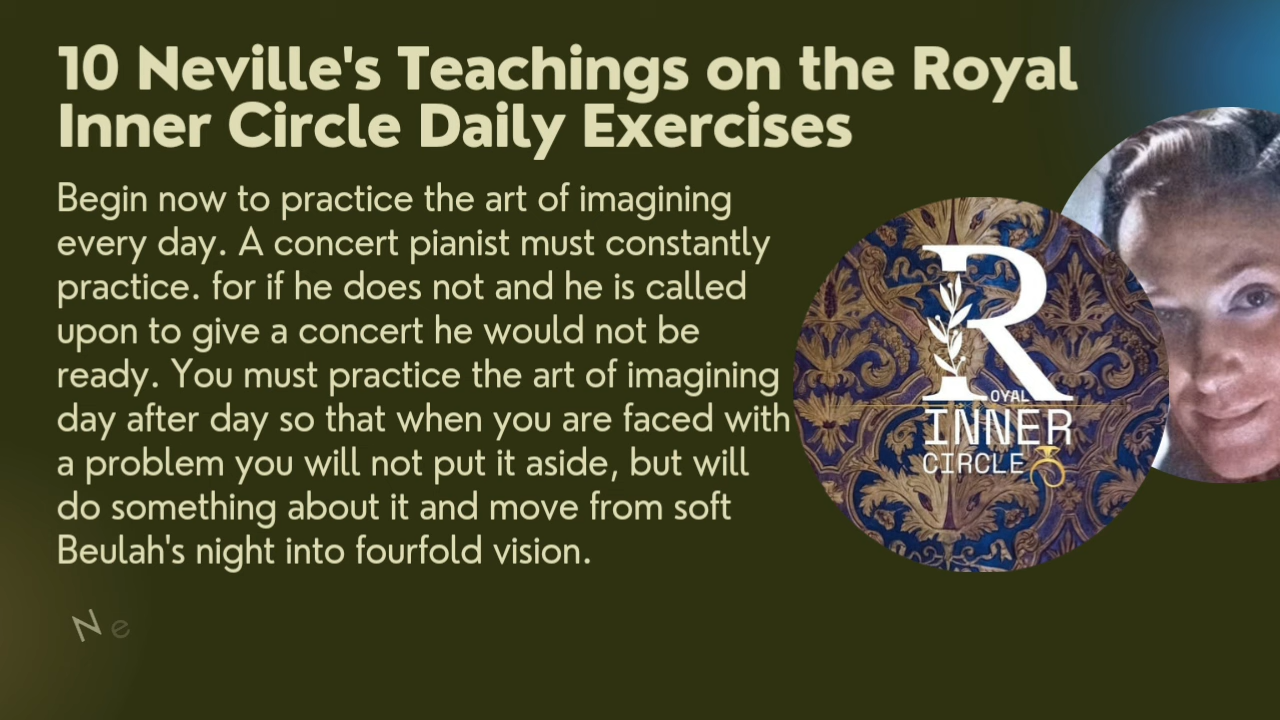 10 Neville's Teachings on the Royal
Inner Circle Daily Exercises
Begin now to practice the art of imagining
every day. A concert pianist must constantly
practice. for if he does not and he is called
upon to give a concert he would not be
ready. You must practice the art of imagining
day after day so that when you are faced with
a problem you will not put it aside, but will
do something about it and move from soft
Beulah's night into fourfold vision.
ROYAL
INNER
CIRCLE
Ne